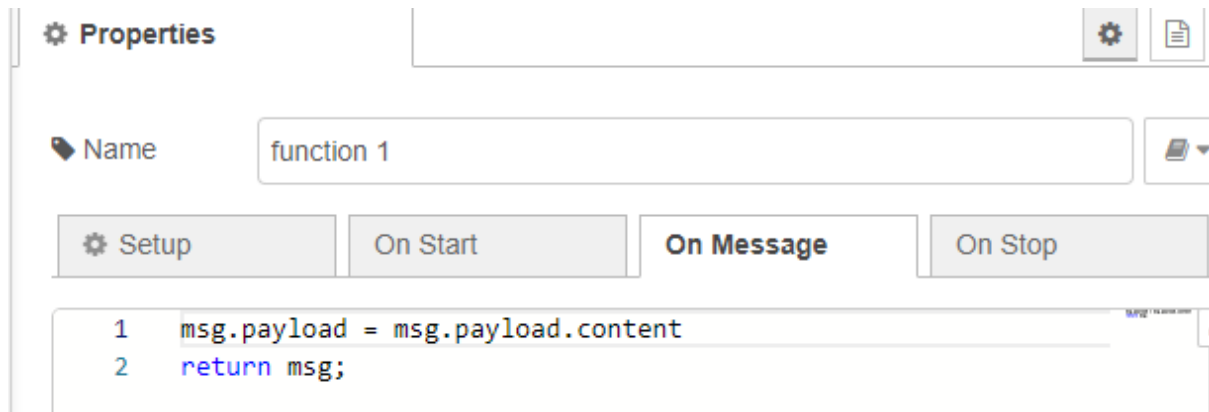 Properties
Name
function 1
Setup
On Start
On Message
On Stop
1 msg.payload = msg.payload.content
2 return msg;